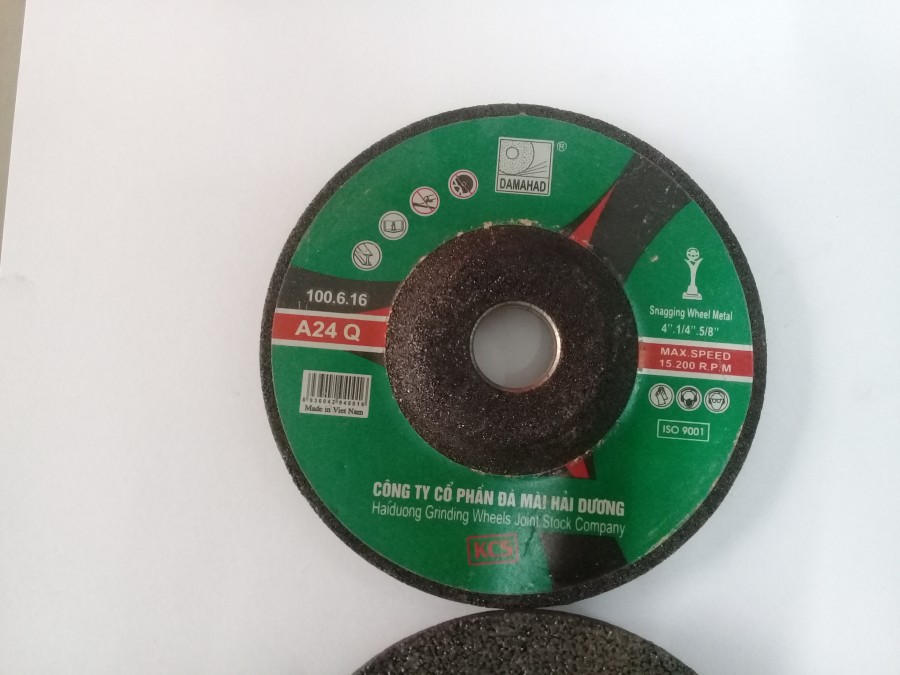 DAMAHAD ®
100.6.16
A24 Q
Made in Viet Nam
Snagging Wheel Metal
4".1/4".5/8"
MAX.SPEED
15.200 R.P.M
ISO 9001
CÔNG TY CỔ PHẦN ĐÁ MÀI HẢI DƯƠNG
Haiduong Grinding Wheels Joint Stock Company
KCS